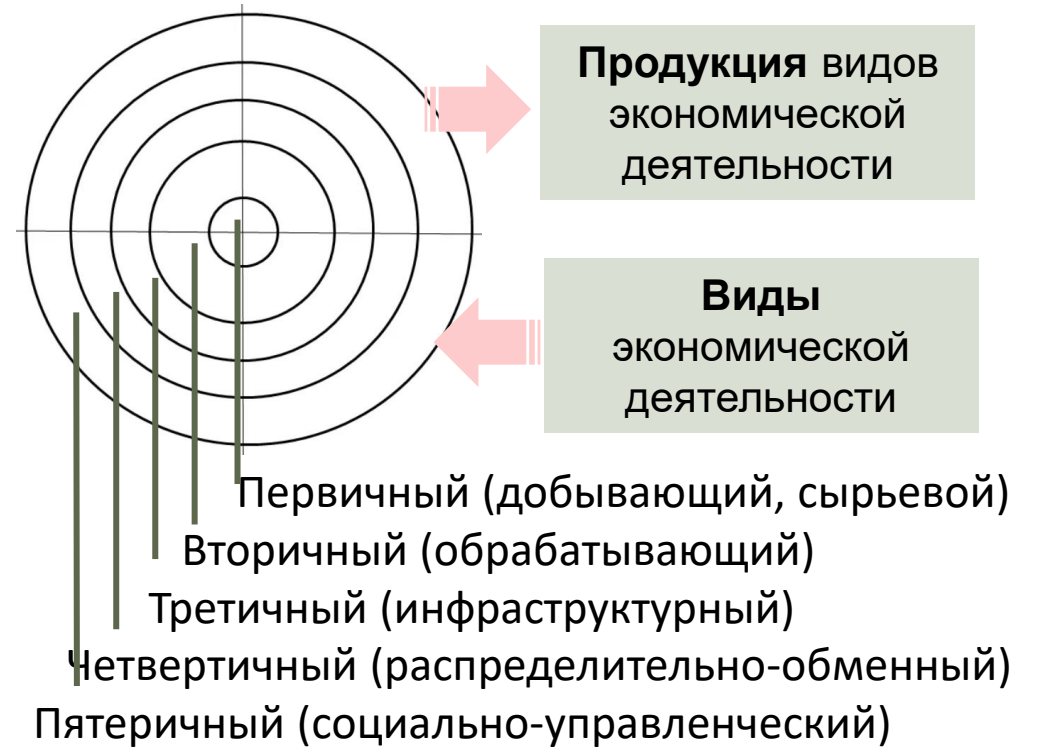 Продукция видов
экономической
деятельности
Виды
экономической
деятельности
Первичный (добывающий, сырьевой)
Вторичный (обрабатывающий)
Третичный (инфраструктурный)
Четвертичный (распределительно-обменный)
Пятеричный (социально-управленческий)